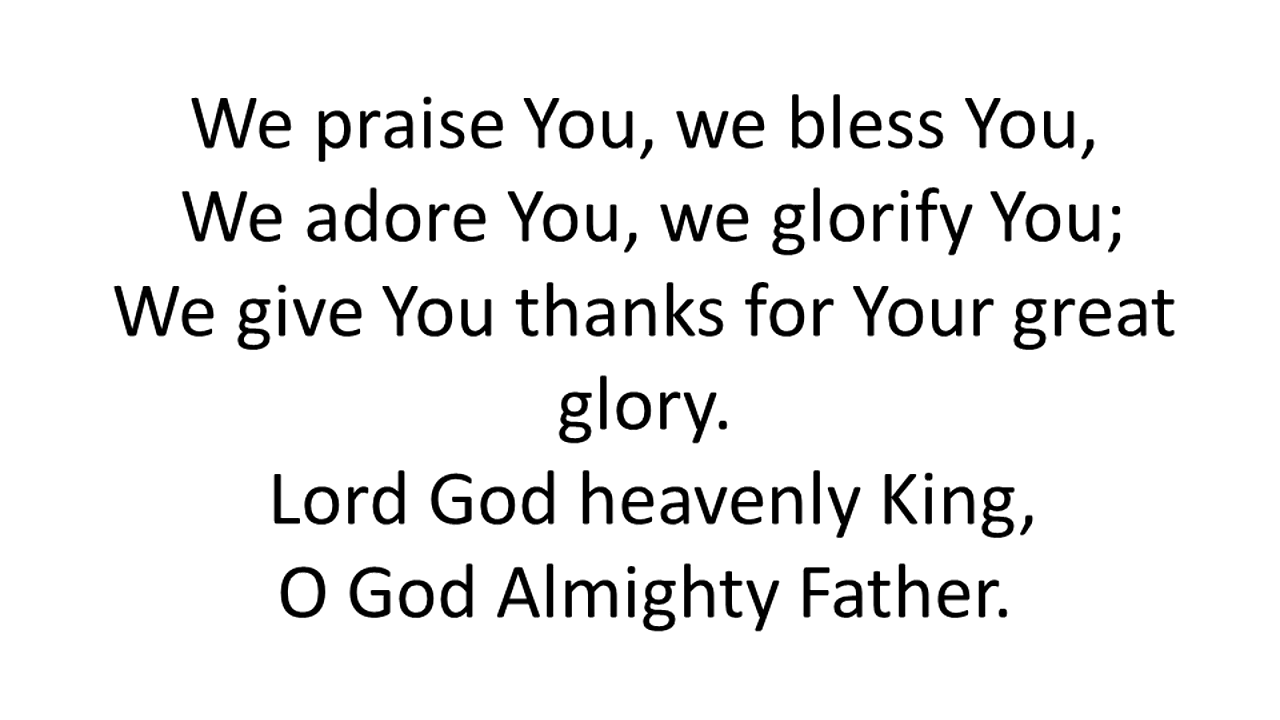 We praise You, we bless You,
We adore You, we glorify You;
We give You thanks for Your great
glory.
Lord God heavenly King,
O God Almighty Father.